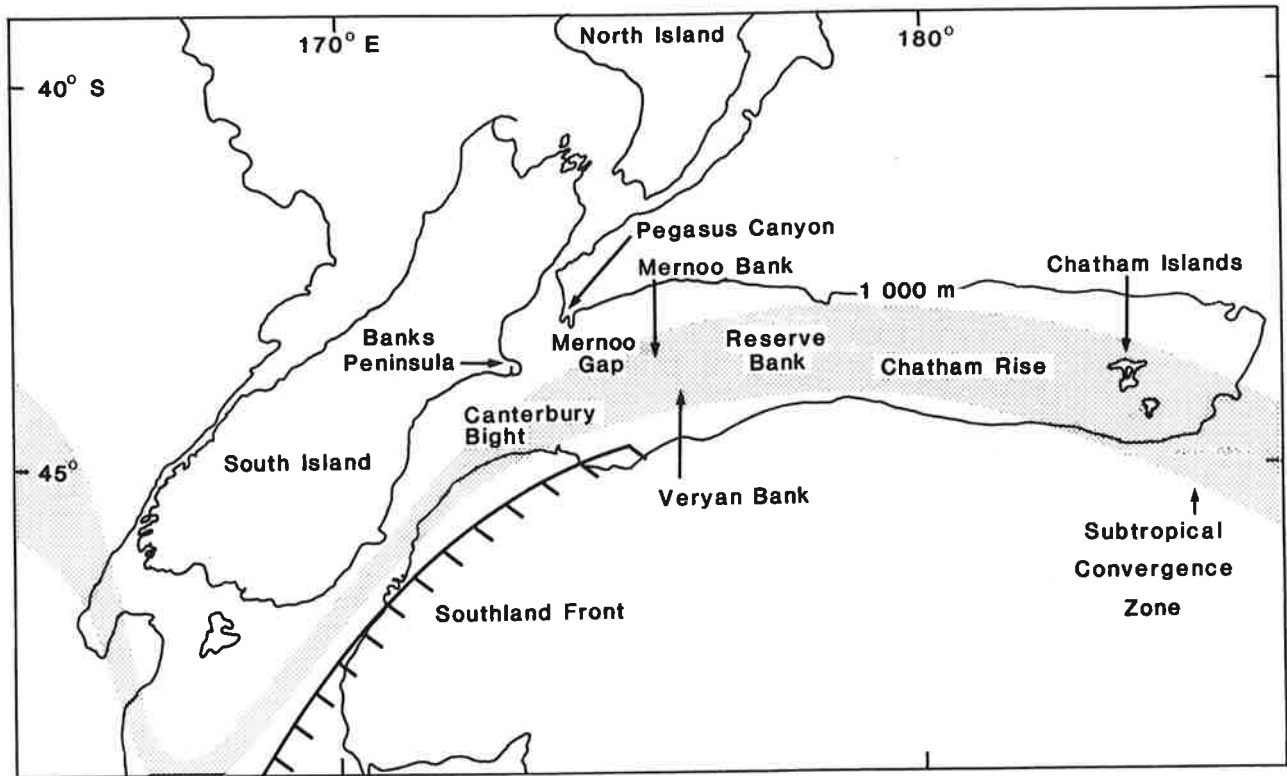 170° E
North Island
180°
40° S
Pegasus Canyon
Mernoo Bank
Chatham Islands
1 000 m
Banks
Peninsula
Mernoo
Gap
Reserve
Bank
Chatham Rise
Canterbury
Bight
South Island
45°
Veryan Bank
Subtropical
Convergence
Zone
Southland Front